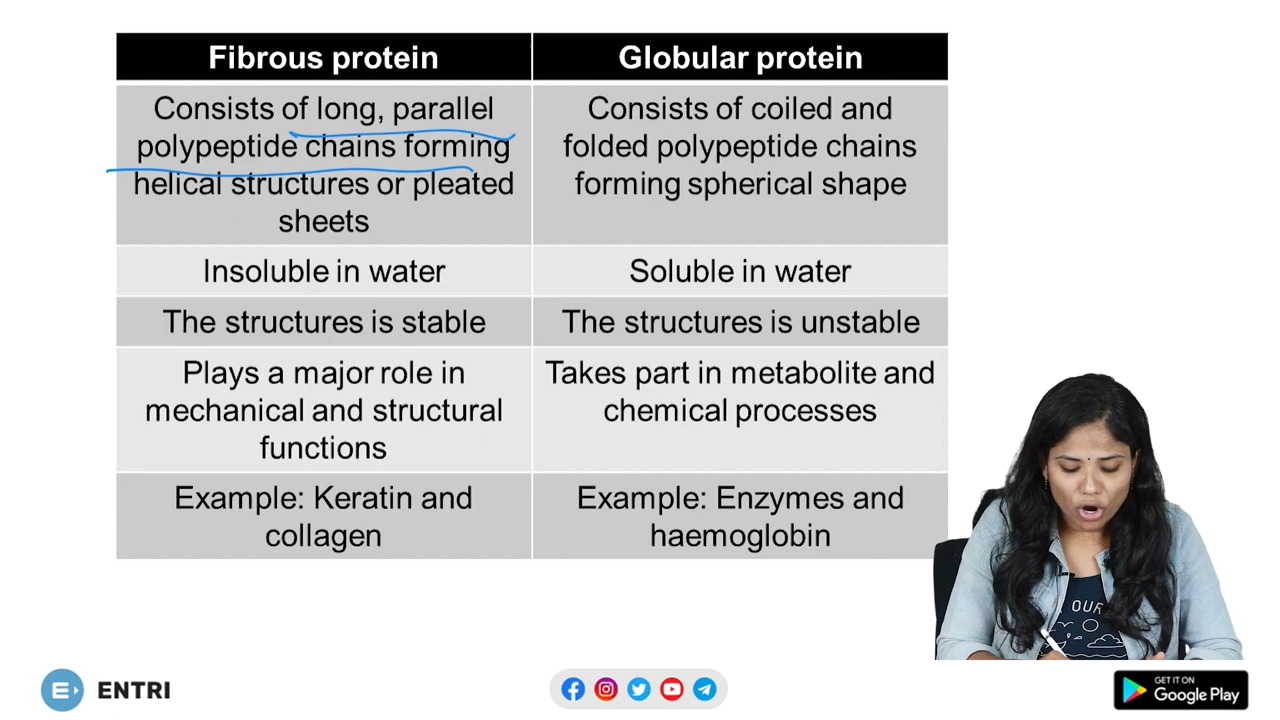 Fibrous protein
Globular protein
Consists of long, parallel
polypeptide chains forming
helical structures or pleated
sheets
Consists of coiled and
folded polypeptide chains
forming spherical shape
Insoluble in water
Soluble in water
The structures is stable
The structures is unstable
Plays a major role in
mechanical and structural
functions
Takes part in metabolite and
chemical processes
Example: Keratin and
collagen
Example: Enzymes and
haemoglobin
OUR
ENTRI
GET IT ON
Google Play